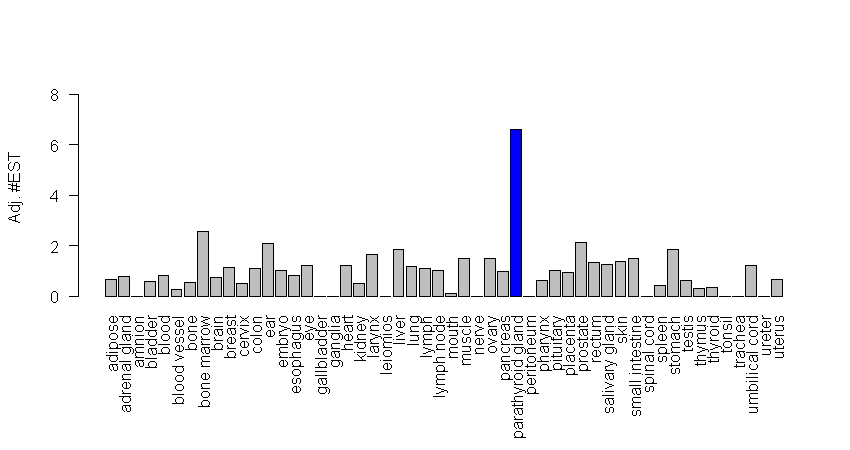 8
6
4
2
0
Adj. #EST
adipose
adrenal gland
amnion
bladder
blood
blood vessel
bone
bone marrow
brain
breast
cervix
colon
ear
embryo
esophagus
eye
gallbladder
ganglia
heart
kidney
larynx
leiomios
liver
lung
lymph
lymph node
mouth
muscle
nerve
ovary
pancreas
parathyroid gland
peritoneum
pharynx
pituitary
placenta
prostate
rectum
salivary gland
skin
small intestine
spinal cord
spleen
stomach
testis
thymus
thyroid
tonsil
trachea
umbilical cord
ureter
uterus